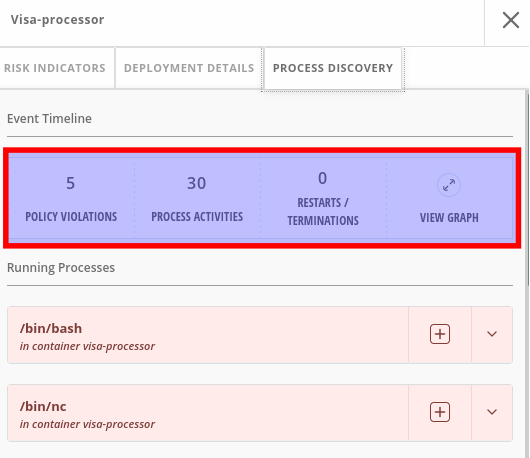 Visa-processor
RISK INDICATORS
DEPLOYMENT DETAILS
PROCESS DISCOVERY
Event Timeline
5
POLICY VIOLATIONS
30
PROCESS ACTIVITIES
0
RESTARTS /
TERMINATIONS
VIEW GRAPH
Running Processes
/bin/bash
in container visa-processor
/bin/nc
in container visa-processor